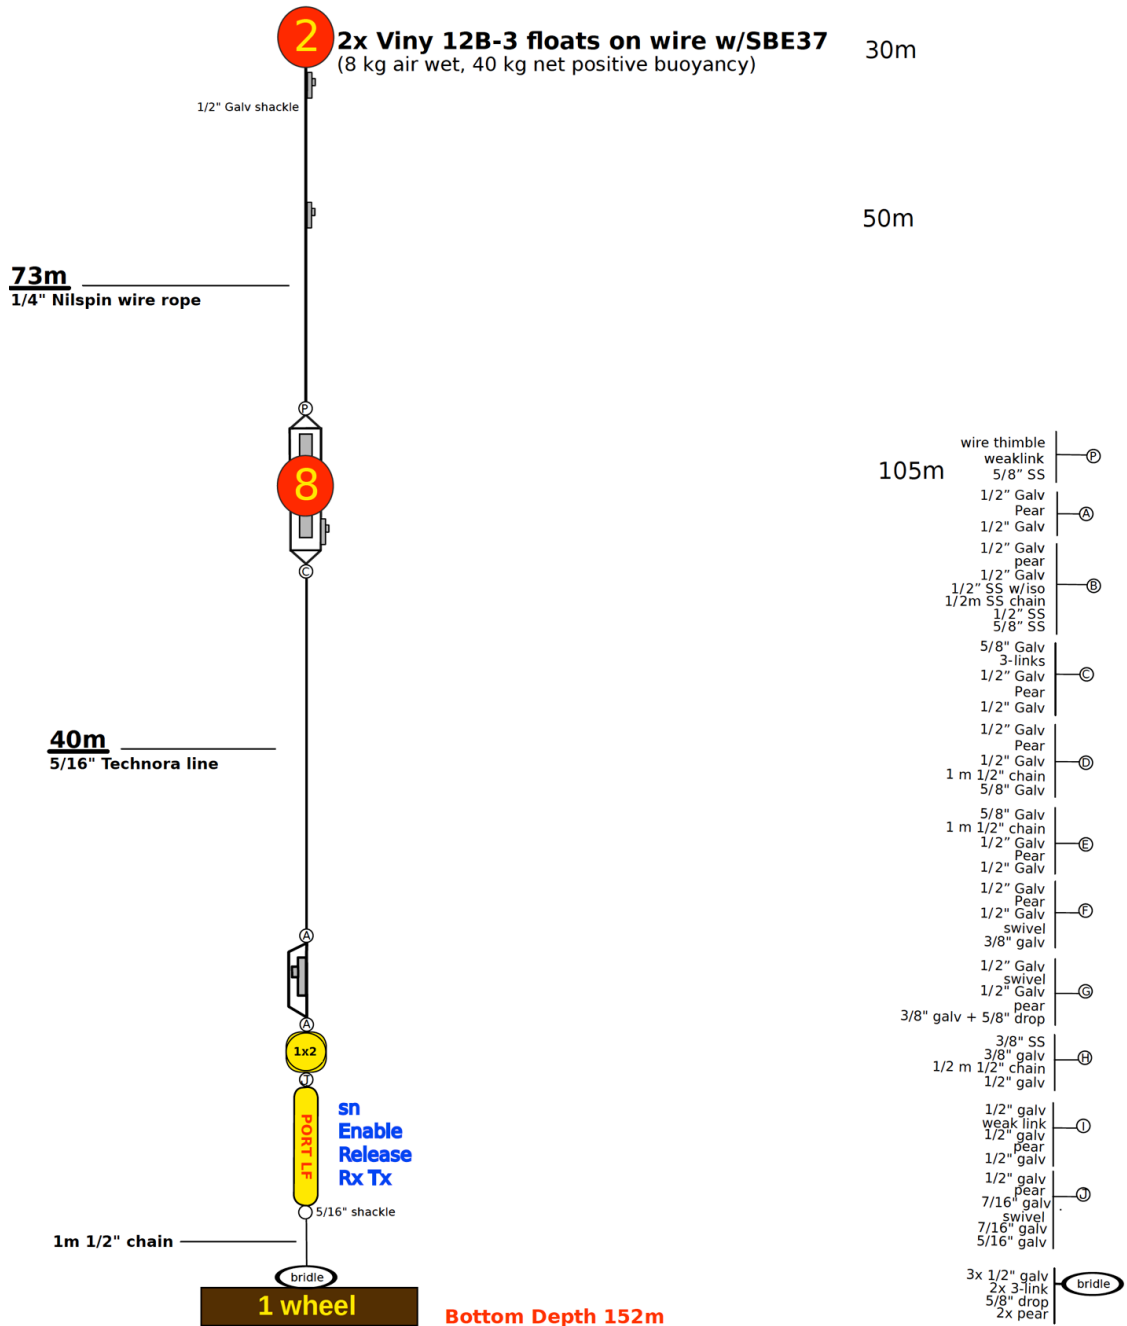 2
2x Viny 12B-3 floats on wire w/SBE37
(8 kg air wet, 40 kg net positive buoyancy)
30m
1/2" Galv shackle
50m
73m
1/4" Nilspin wire rope
P
8
105m
C
40m
5/16" Technora line
A
A
1x2
J
PORT LF
sn
Enable
Release
Rx Tx
5/16" shackle
1m 1/2" chain
bridle
1 wheel
Bottom Depth 152m
wire thimble
weaklink
5/8” SS
P
1/2” Galv
Pear
1/2" Galv
A
1/2” Galv
pear
1/2” Galv
1/2” SS w/iso
1/2m SS chain
1/2” SS
5/8” SS
B
5/8" Galv
3-links
1/2” Galv
Pear
1/2" Galv
C
1/2” Galv
Pear
1/2" Galv
1 m 1/2" chain
5/8" Galv
D
5/8" Galv
1 m 1/2" chain
1/2” Galv
Pear
1/2" Galv
E
1/2” Galv
Pear
1/2" Galv
swivel
3/8" galv
F
1/2” Galv
swivel
1/2" Galv
pear
3/8" galv + 5/8" drop
G
3/8" SS
3/8" galv
1/2 m 1/2" chain
1/2" galv
H
1/2" galv
weak link
1/2" galv
pear
1/2" galv
I
1/2" galv
pear
7/16" galv
swivel
7/16" galv
5/16" galv
J
3x 1/2" galv
2x 3-link
5/8" drop
2x pear
bridle